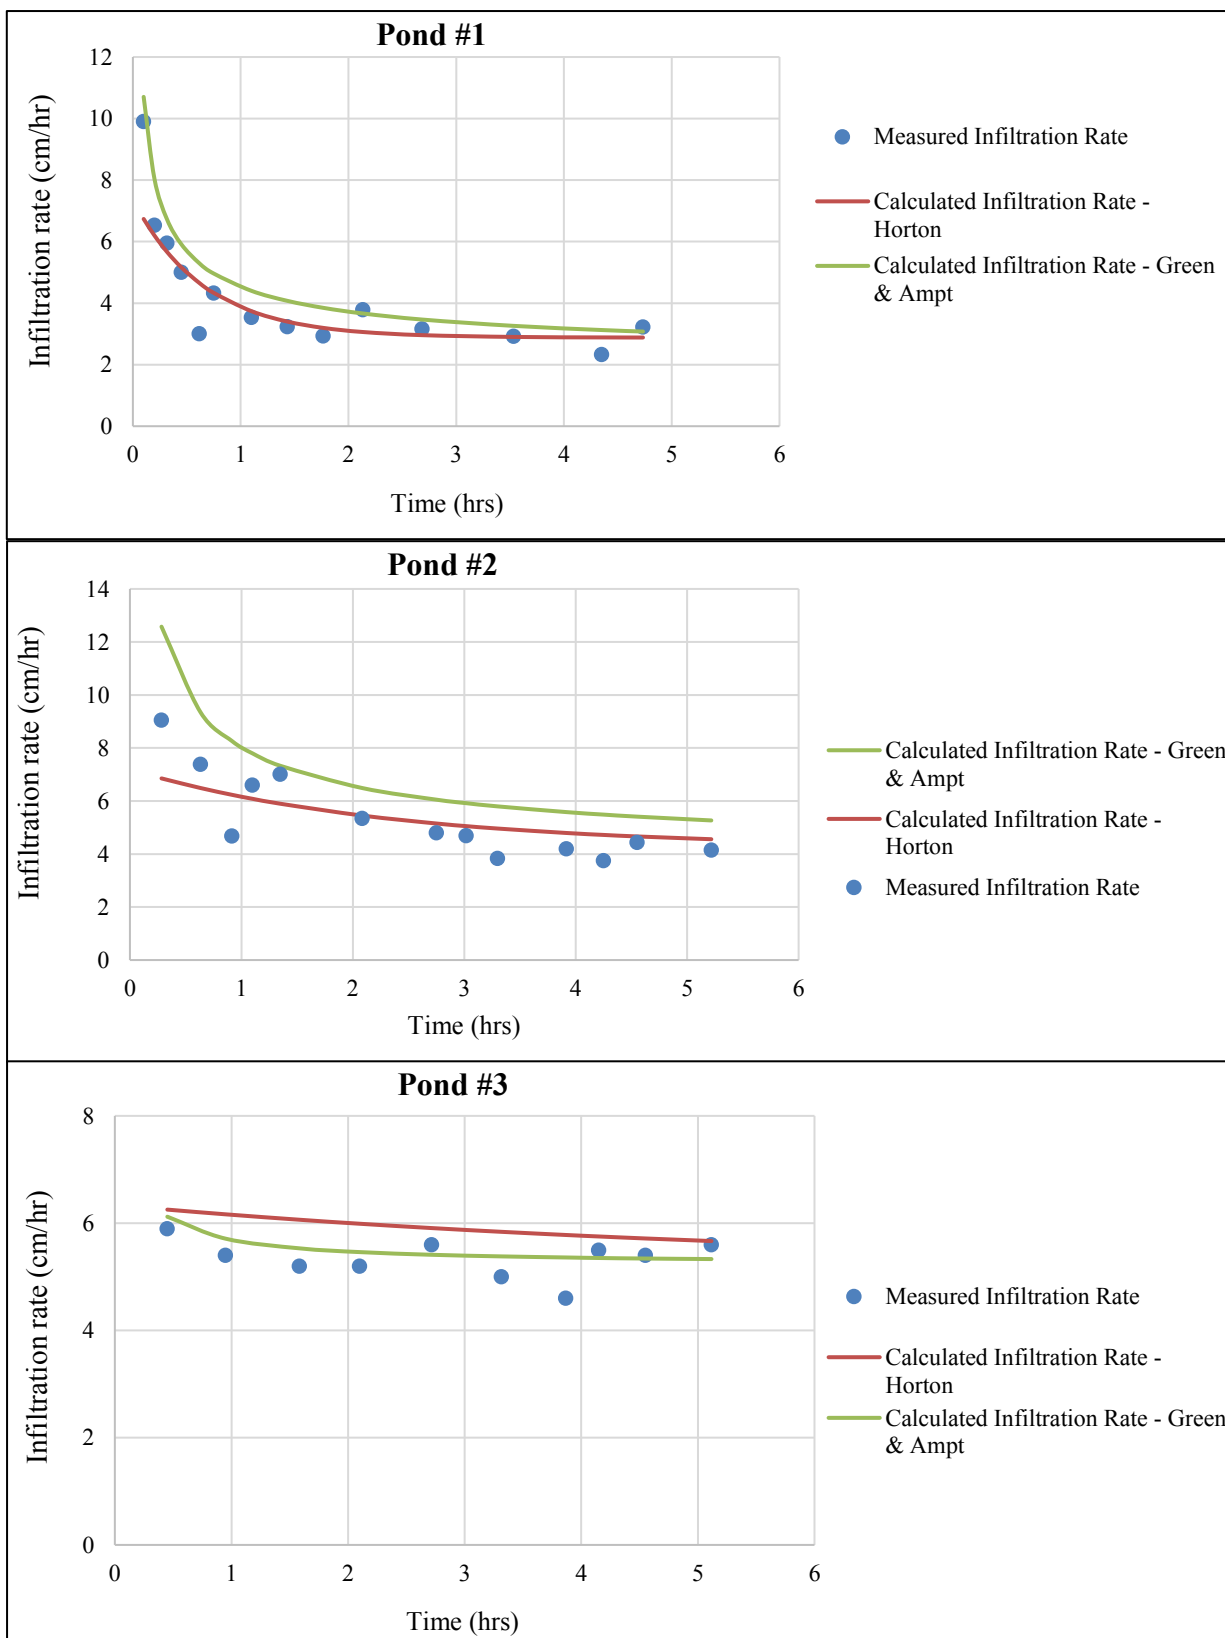 Pond #1
Infiltration rate (cm/hr)
12
10
8
6
4
2
0
0 1 2 3 4 5 6
Time (hrs)
Measured Infiltration Rate
Calculated Infiltration Rate -
Horton
Calculated Infiltration Rate - Green
& Ampt
Pond #2
Infiltration rate (cm/hr)
14
12
10
8
6
4
2
0
0 1 2 3 4 5 6
Time (hrs)
Calculated Infiltration Rate - Green
& Ampt
Calculated Infiltration Rate -
Horton
Measured Infiltration Rate
Pond #3
Infiltration rate (cm/hr)
8
6
4
2
0
0 1 2 3 4 5 6
Time (hrs)
Measured Infiltration Rate
Calculated Infiltration Rate -
Horton
Calculated Infiltration Rate - Green
& Ampt